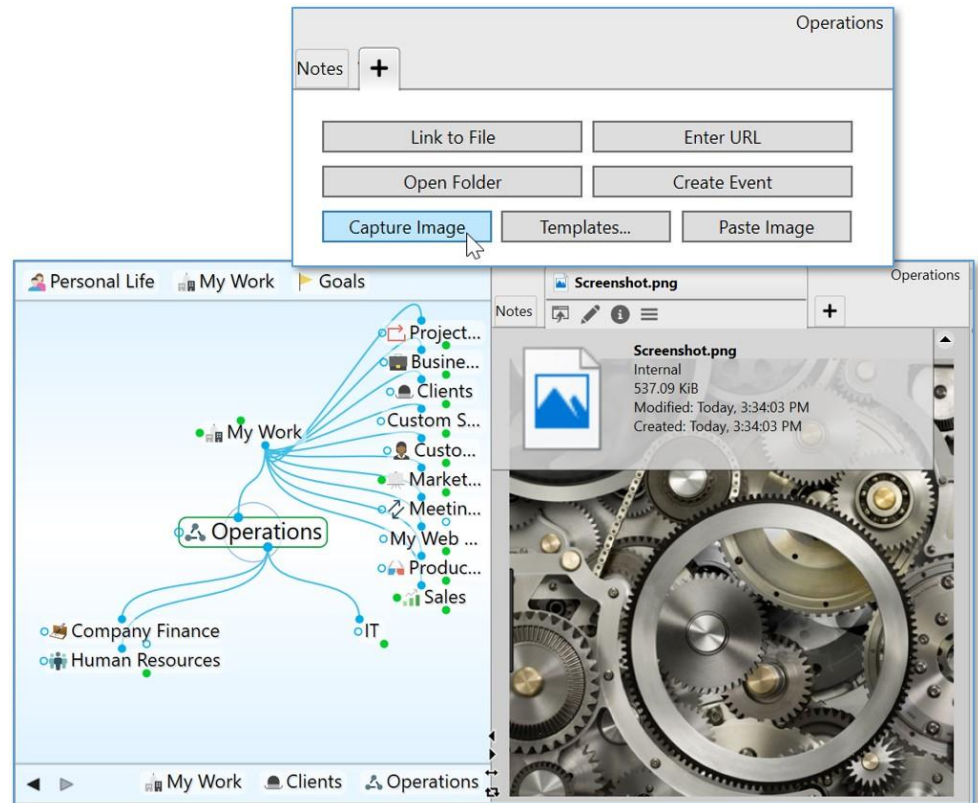 Operations
Notes
Link to File
Enter URL
Open Folder
Create Event
Capture Image
Templates...
Paste Image
Personal Life
My Work
Goals
Project...
Busine...
Clients
Custom S...
Custo...
Market...
Meetin...
My Web ...
Produc...
Sales
My Work
Operations
Company Finance
Human Resources
IT
My Work
Clients
Operations
Screenshot.png
Operations
Notes
Screenshot.png
Internal
537.09 KiB
Modified: Today, 3:34:03 PM
Created: Today, 3:34:03 PM